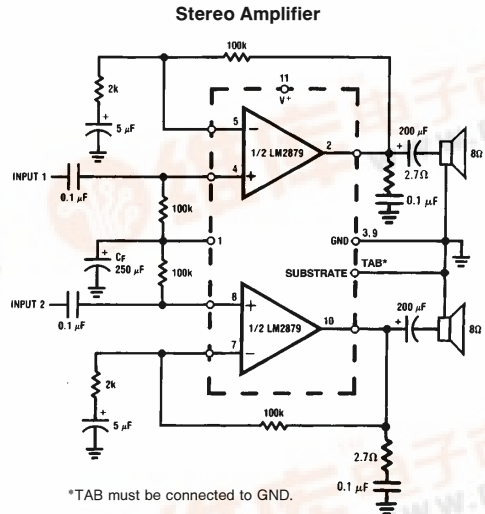 Stereo Amplifier
100k
2k
5 µF
11
V+
5
−
1/2 LM2879
2
4
+
INPUT 1
0.1 µF
100k
200 µF
+
8Ω
2.7Ω
0.1 µF
1
CF
250 µF
+
100k
GND
3, 9
SUBSTRATE
TAB*
INPUT 2
0.1 µF
8
+
1/2 LM2879
10
7
−
200 µF
+
8Ω
2k
+
5 µF
100k
2.7Ω
0.1 µF
*TAB must be connected to GND.